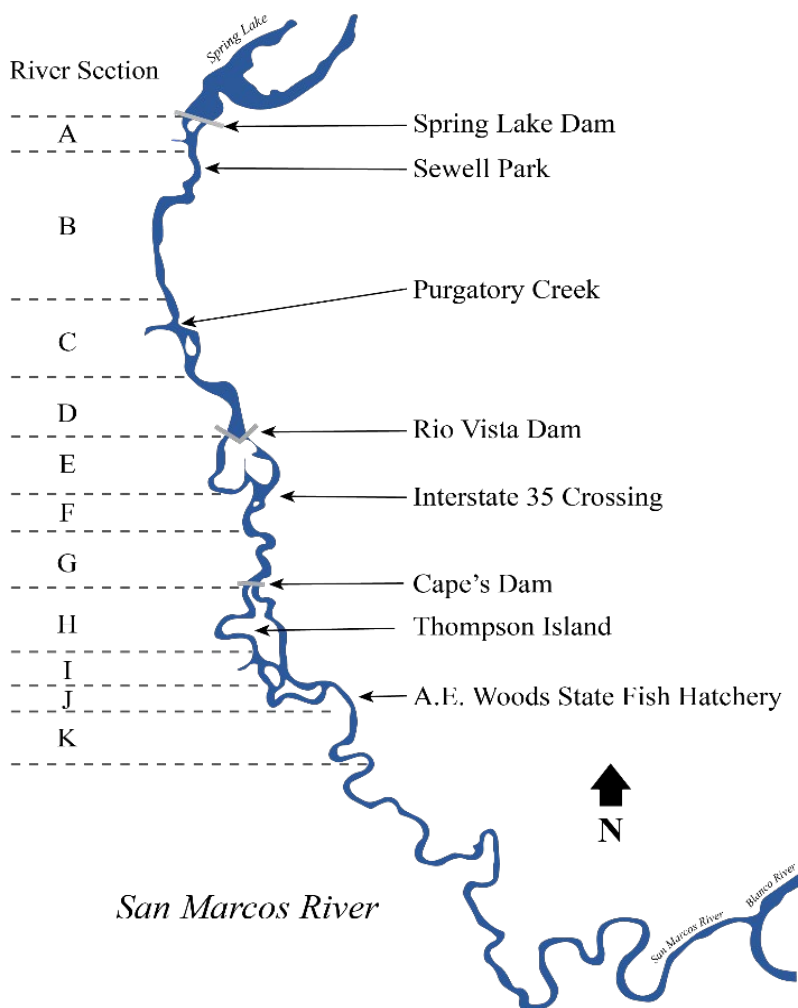 Spring Lake
River Section
Spring Lake Dam
A
Sewell Park
B
Purgatory Creek
C
D
Rio Vista Dam
E
Interstate 35 Crossing
F
G
Cape's Dam
H
Thompson Island
I
J
A.E. Woods State Fish Hatchery
K
N
San Marcos River
Blanco River
San Marcos River